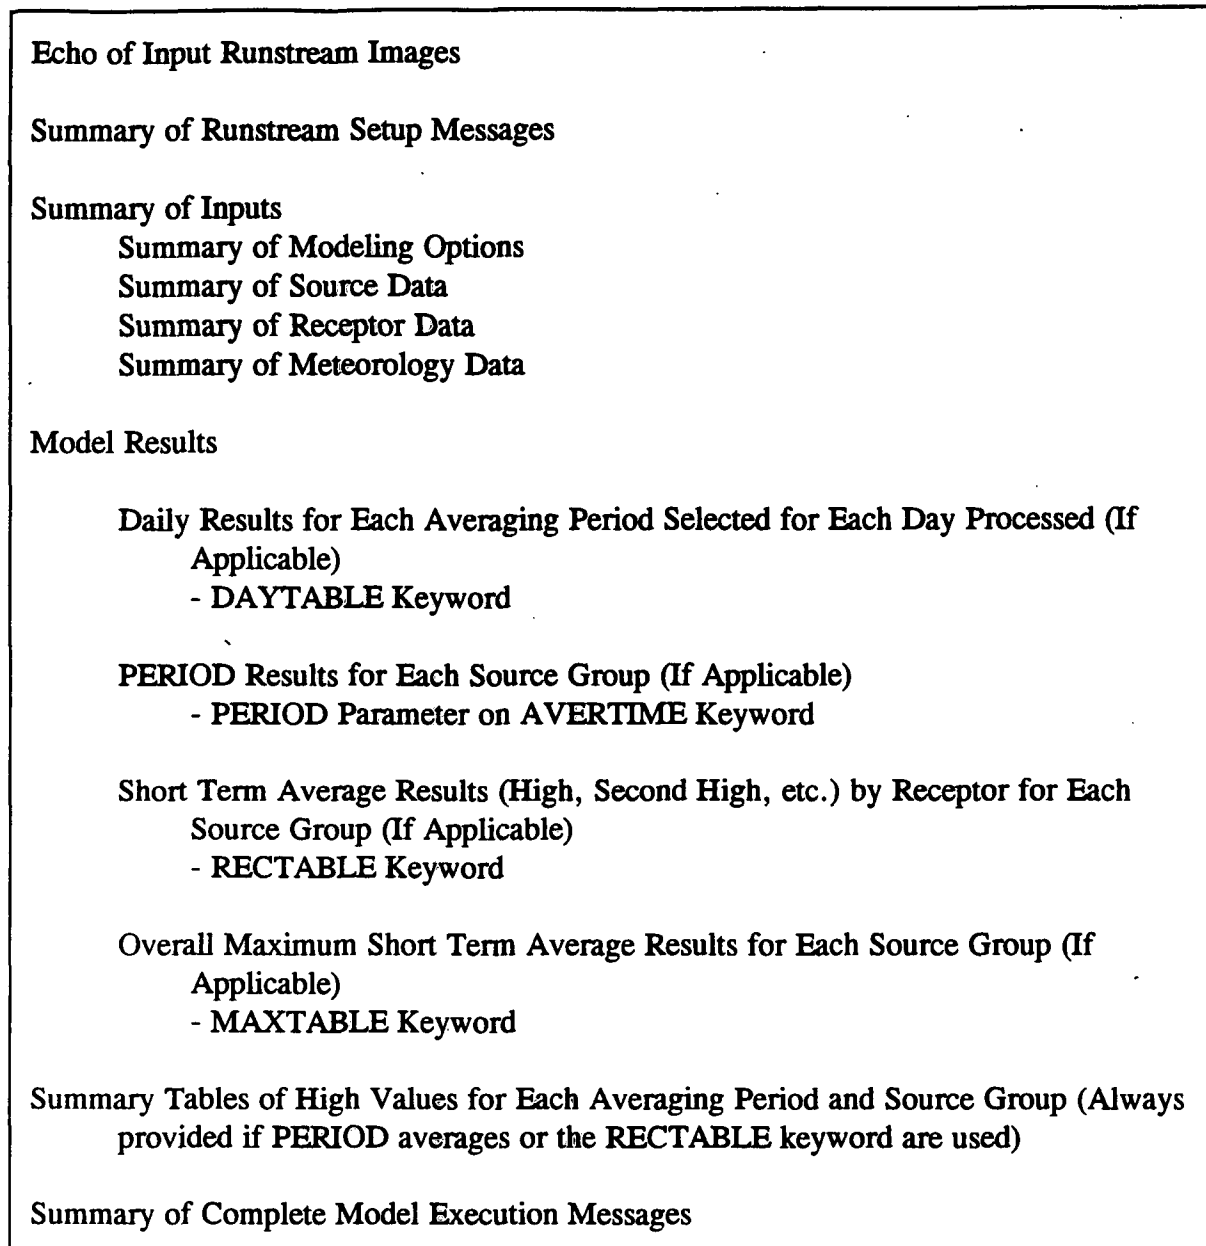 Echo of Input Runstream Images
Summary of Runstream Setup Messages
Summary of Inputs
Summary of Modeling Options
Summary of Source Data
Summary of Receptor Data
Summary of Meteorology Data
Model Results
Daily Results for Each Averaging Period Selected for Each Day Processed (If
Applicable)
- DAYTABLE Keyword
PERIOD Results for Each Source Group (If Applicable)
- PERIOD Parameter on AVERTIME Keyword
Short Term Average Results (High, Second High, etc.) by Receptor for Each
Source Group (If Applicable)
- RECTABLE Keyword
Overall Maximum Short Term Average Results for Each Source Group (If
Applicable)
- MAXTABLE Keyword
Summary Tables of High Values for Each Averaging Period and Source Group (Always
provided if PERIOD averages or the RECTABLE keyword are used)
Summary of Complete Model Execution Messages